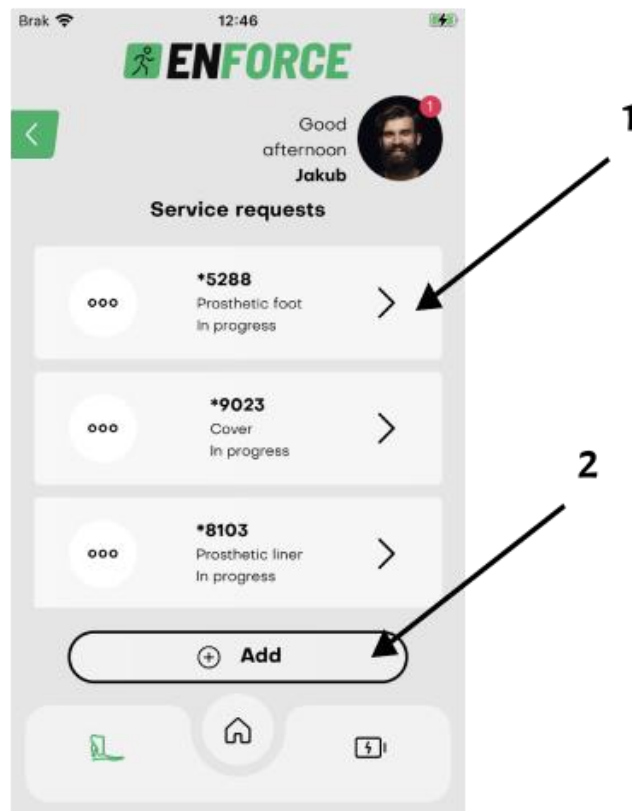 Brak 12:46
ENFORCE
1
Good
afternoon
Jakub
1
Service requests
*5288
Prosthetic foot
In progress
*9023
Cover
In progress
2
*8103
Prosthetic liner
In progress
Add